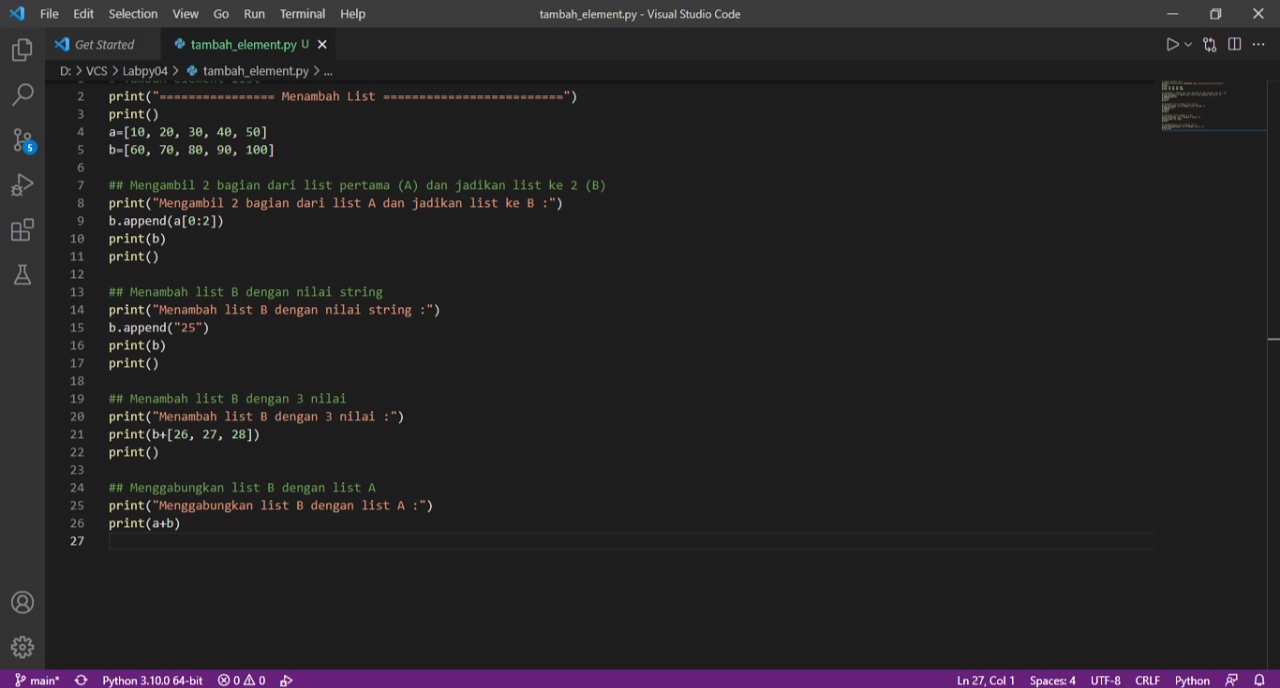 File Edit Selection View Go Run Terminal Help
tambah_element.py - Visual Studio Code
Get Started
tambah_element.py U
D: > VCS > Labpy04 > tambah_element.py > ...
2 print("================ Menambah List =========================")
3 print()
4 a=[10, 20, 30, 40, 50]
5 b=[60, 70, 80, 90, 100]
6
7 ## Mengambil 2 bagian dari list pertama (A) dan jadikan list ke 2 (B)
8 print("Mengambil 2 bagian dari list A dan jadikan list ke B :")
9 b.append(a[0:2])
10 print(b)
11 print()
12
13 ## Menambah list B dengan nilai string
14 print("Menambah list B dengan nilai string :")
15 b.append("25")
16 print(b)
17 print()
18
19 ## Menambah list B dengan 3 nilai
20 print("Menambah list B dengan 3 nilai :")
21 print(b+[26, 27, 28])
22 print()
23
24 ## Menggabungkan list B dengan list A
25 print("Menggabungkan list B dengan list A :")
26 print(a+b)
27
5
main* Python 3.10.0 64-bit 0 0 Ln 27, Col 1 Spaces: 4 UTF-8 CRLF Python